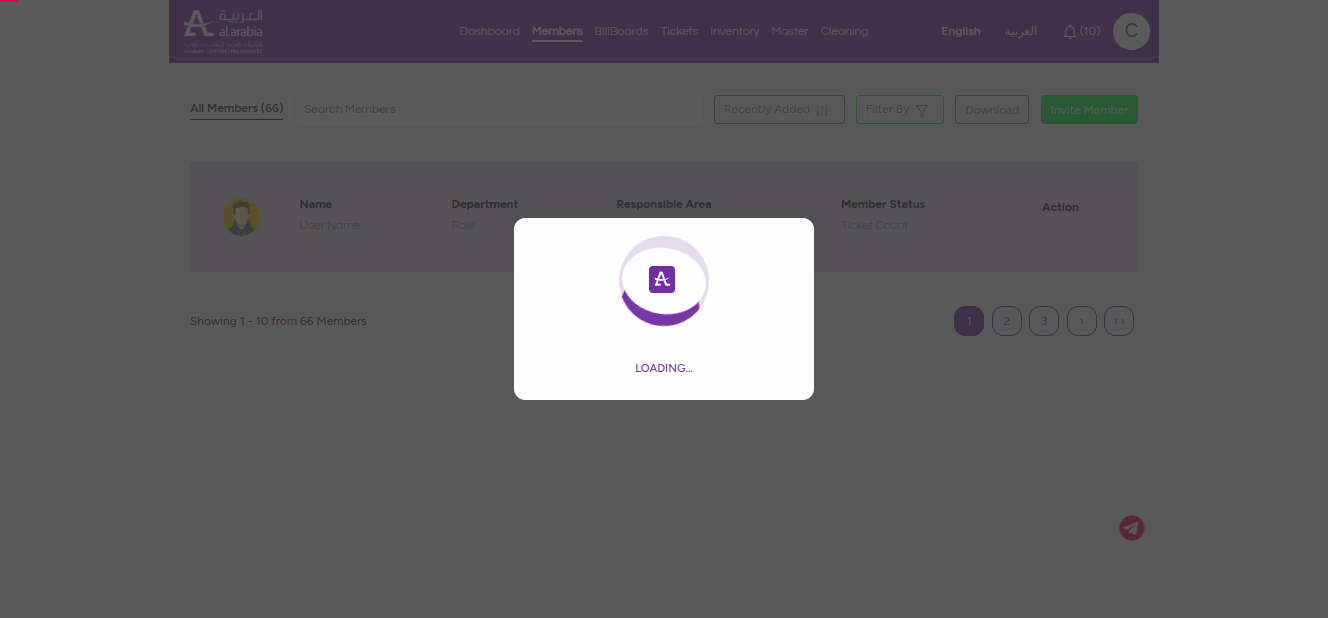 العربية
al arabia
Dashboard Members BillBoards Tickets Inventory Master Cleaning English العربية (10) C
All Members (66) Search Members Recently Added Filter By Download Invite Member
Name Department Responsible Area Member Status Action
User Name Role Ticket Count
Showing 1 - 10 from 66 Members 1 2 3 > >>
LOADING...